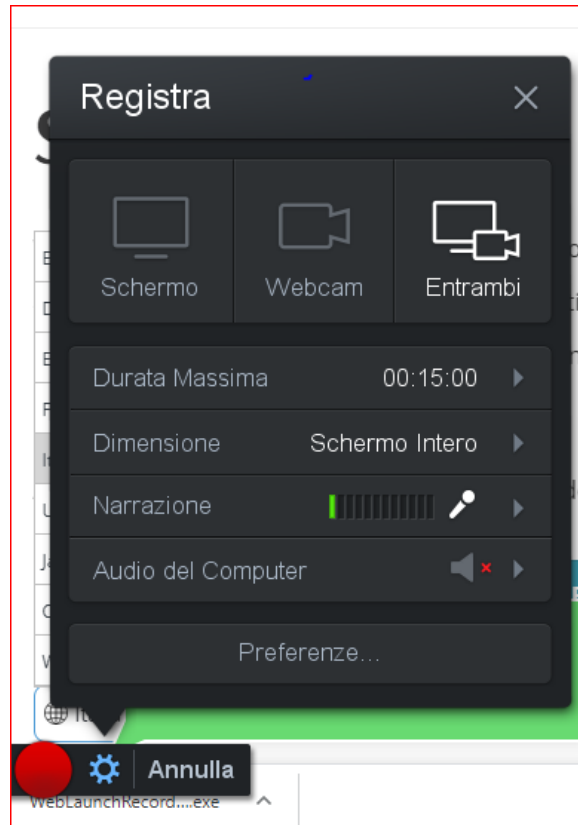 Registra
Schermo
Webcam
Entrambi
Durata Massima 00:15:00
Dimensione Schermo Intero
Narrazione
Audio del Computer
Preferenze...
Annulla
WebLaunchRecord....exe